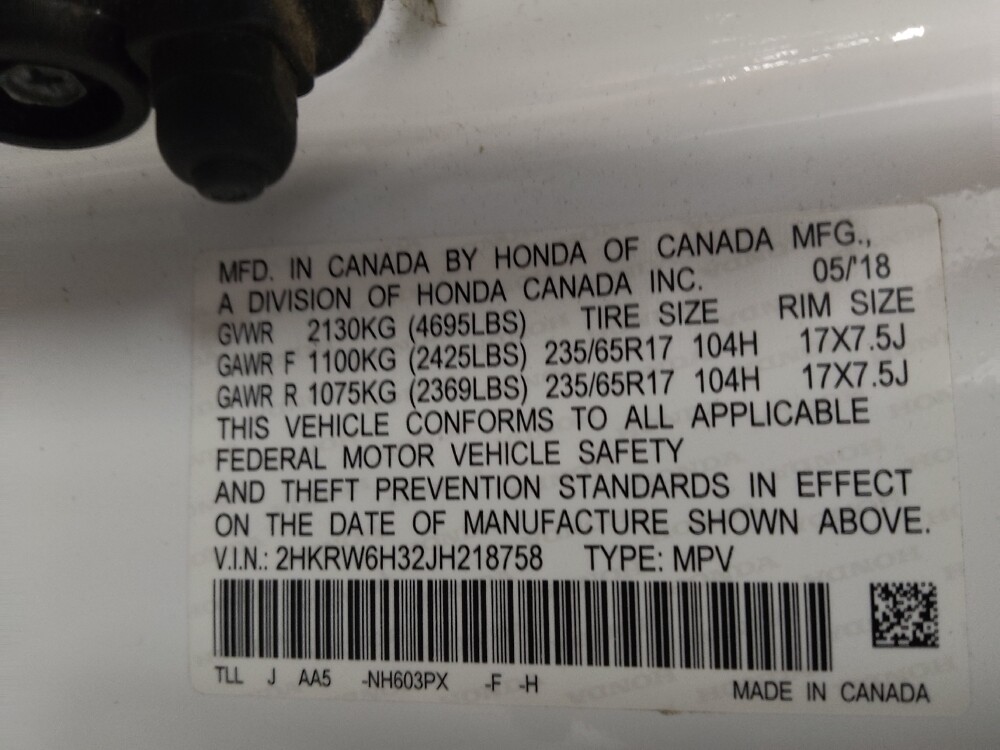 MFD. IN CANADA BY HONDA OF CANADA MFG.,
A DIVISION OF HONDA CANADA INC. 05/'18
GVWR 2130KG (4695LBS) TIRE SIZE RIM SIZE
GAWR F 1100KG (2425LBS) 235/65R17 104H 17X7.5J
GAWR R 1075KG (2369LBS) 235/65R17 104H 17X7.5J
THIS VEHICLE CONFORMS TO ALL APPLICABLE
FEDERAL MOTOR VEHICLE SAFETY
AND THEFT PREVENTION STANDARDS IN EFFECT
ON THE DATE OF MANUFACTURE SHOWN ABOVE.
V.I.N.: 2HKRW6H32JH218758 TYPE: MPV
TLL J AA5 -NH603PX -F -H
MADE IN CANADA